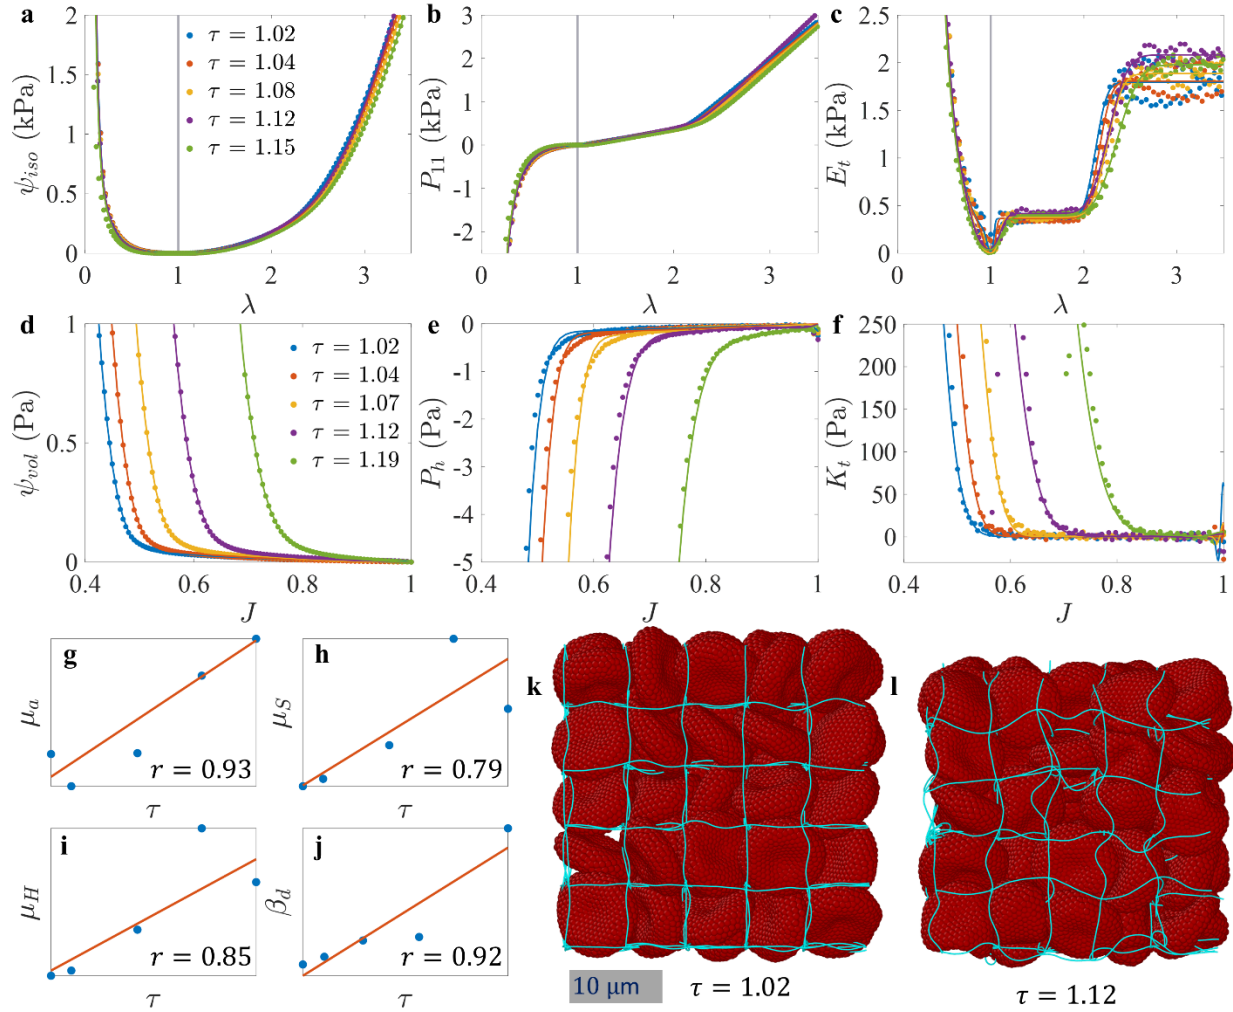 a
ψ_iso (kPa)
2
1.5
1
0.5
0
0 1 2 3
λ
τ = 1.02
τ = 1.04
τ = 1.08
τ = 1.12
τ = 1.15
b
P_11 (kPa)
3
2
1
0
-1
-2
0 1 2 3
λ
c
E_t (kPa)
2.5
2
1.5
1
0.5
0
0 1 2 3
λ
d
ψ_vol (Pa)
1
0.5
0
0.4 0.6 0.8 1
J
τ = 1.02
τ = 1.04
τ = 1.07
τ = 1.12
τ = 1.19
e
P_h (Pa)
0
-1
-2
-3
-4
-5
0.4 0.6 0.8 1
J
f
K_t (Pa)
250
200
150
100
50
0
0.4 0.6 0.8 1
J
g
μ_a
r = 0.93
τ
h
μ_S
r = 0.79
τ
i
μ_H
r = 0.85
τ
j
β_d
r = 0.92
τ
k
10 μm
τ = 1.02
l
τ = 1.12